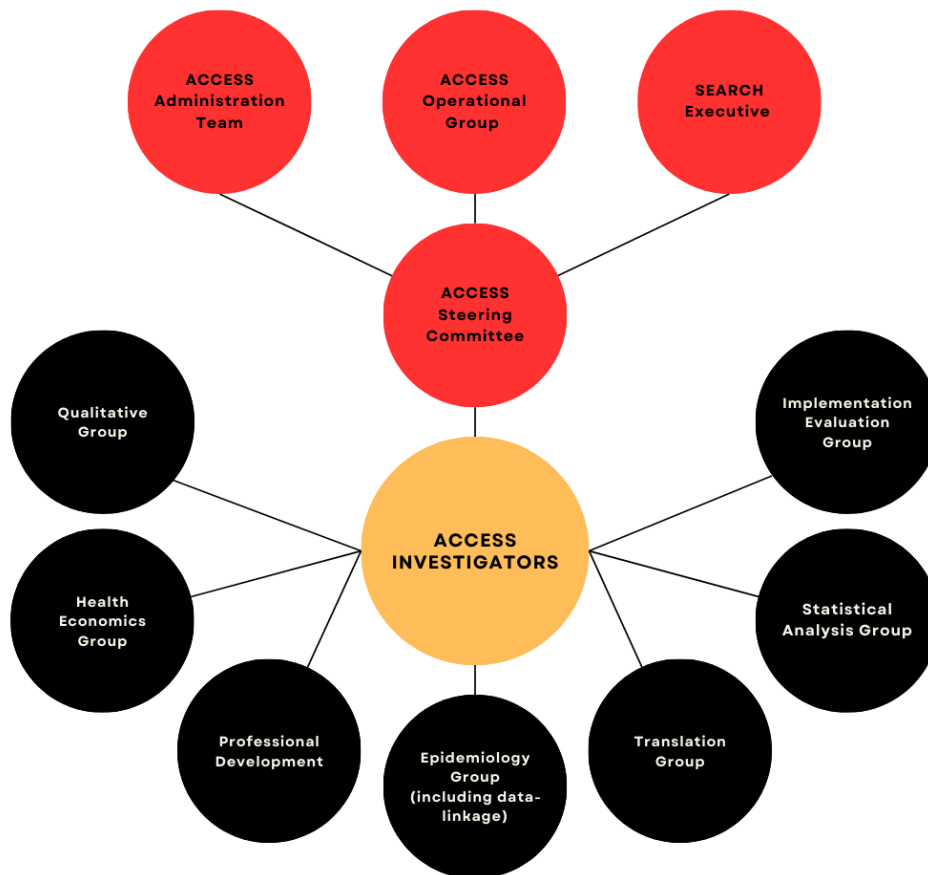 ACCESS
Administration
Team
ACCESS
Operational
Group
SEARCH
Executive
ACCESS
Steering
Committee
Qualitative
Group
Implementation
Evaluation
Group
ACCESS
INVESTIGATORS
Health
Economics
Group
Statistical
Analysis Group
Professional
Development
Epidemiology
Group
(including data-
linkage)
Translation
Group